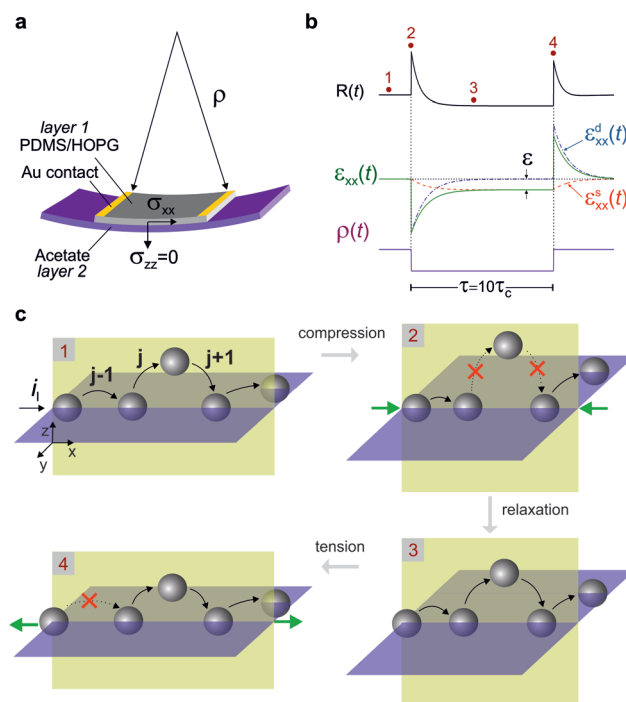 a
ρ
layer 1
PDMS/HOPG
Au contact
σxx
Acetate
layer 2
σzz=0
b
2
4
1
3
R(t)
ε
εᵈxx(t)
εxx(t)
εˢxx(t)
ρ(t)
τ=10τc
c
1
j-1
j
j+1
iₗ
z
x
y
compression
2
relaxation
tension
4
3